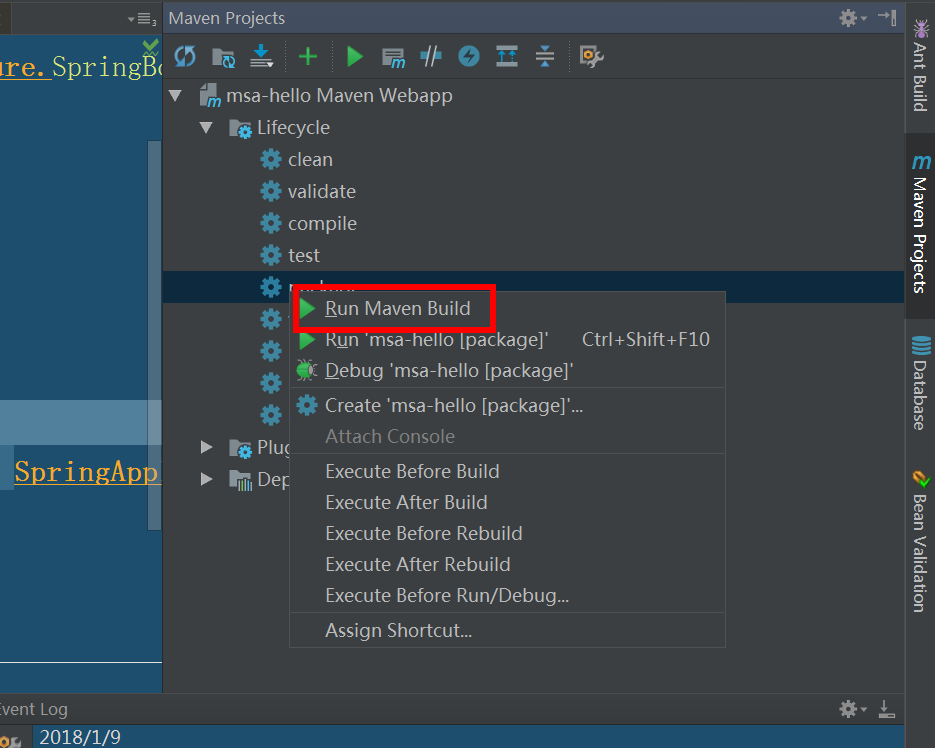 3
Maven Projects
ure.SpringBo
msa-hello Maven Webapp
Lifecycle
clean
validate
compile
test
Run Maven Build
Run 'msa-hello [package]' Ctrl+Shift+F10
Debug 'msa-hello [package]'
Create 'msa-hello [package]'...
Attach Console
Plug
SpringApp
Dep
Execute Before Build
Execute After Build
Execute Before Rebuild
Execute After Rebuild
Execute Before Run/Debug...
Assign Shortcut...
Event Log
2018/1/9
Ant Build
Maven Projects
Database
Bean Validation